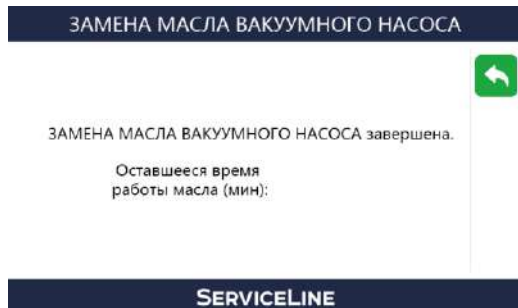 ЗАМЕНА МАСЛА ВАКУУМНОГО НАСОСА
ЗАМЕНА МАСЛА ВАКУУМНОГО НАСОСА завершена.
Оставшееся время
работы масла (мин):
SERVICELINE